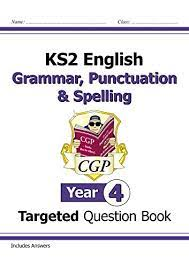 Name: Class:
KS2 English
Grammar, Punctuation
& Spelling
CGP
Year 4
Targeted Question Book
Includes Answers